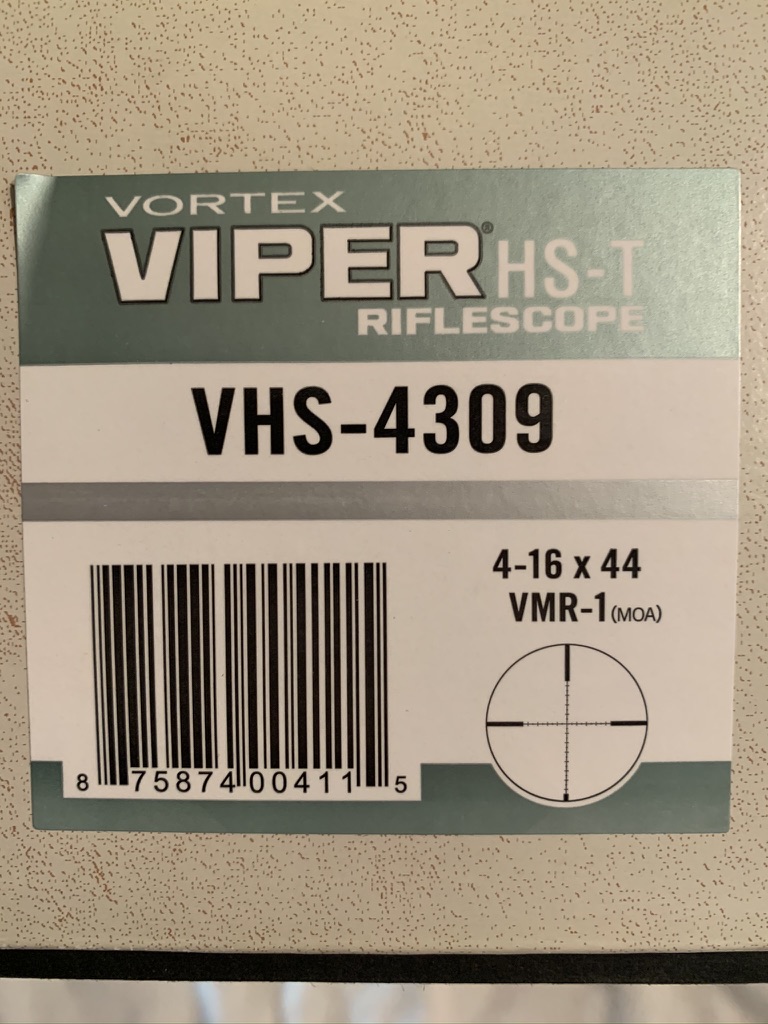 VORTEX
VIPER® HS-T
RIFLESCOPE
VHS-4309
4-16 x 44
VMR-1 (MOA)
8 75874 00411 5